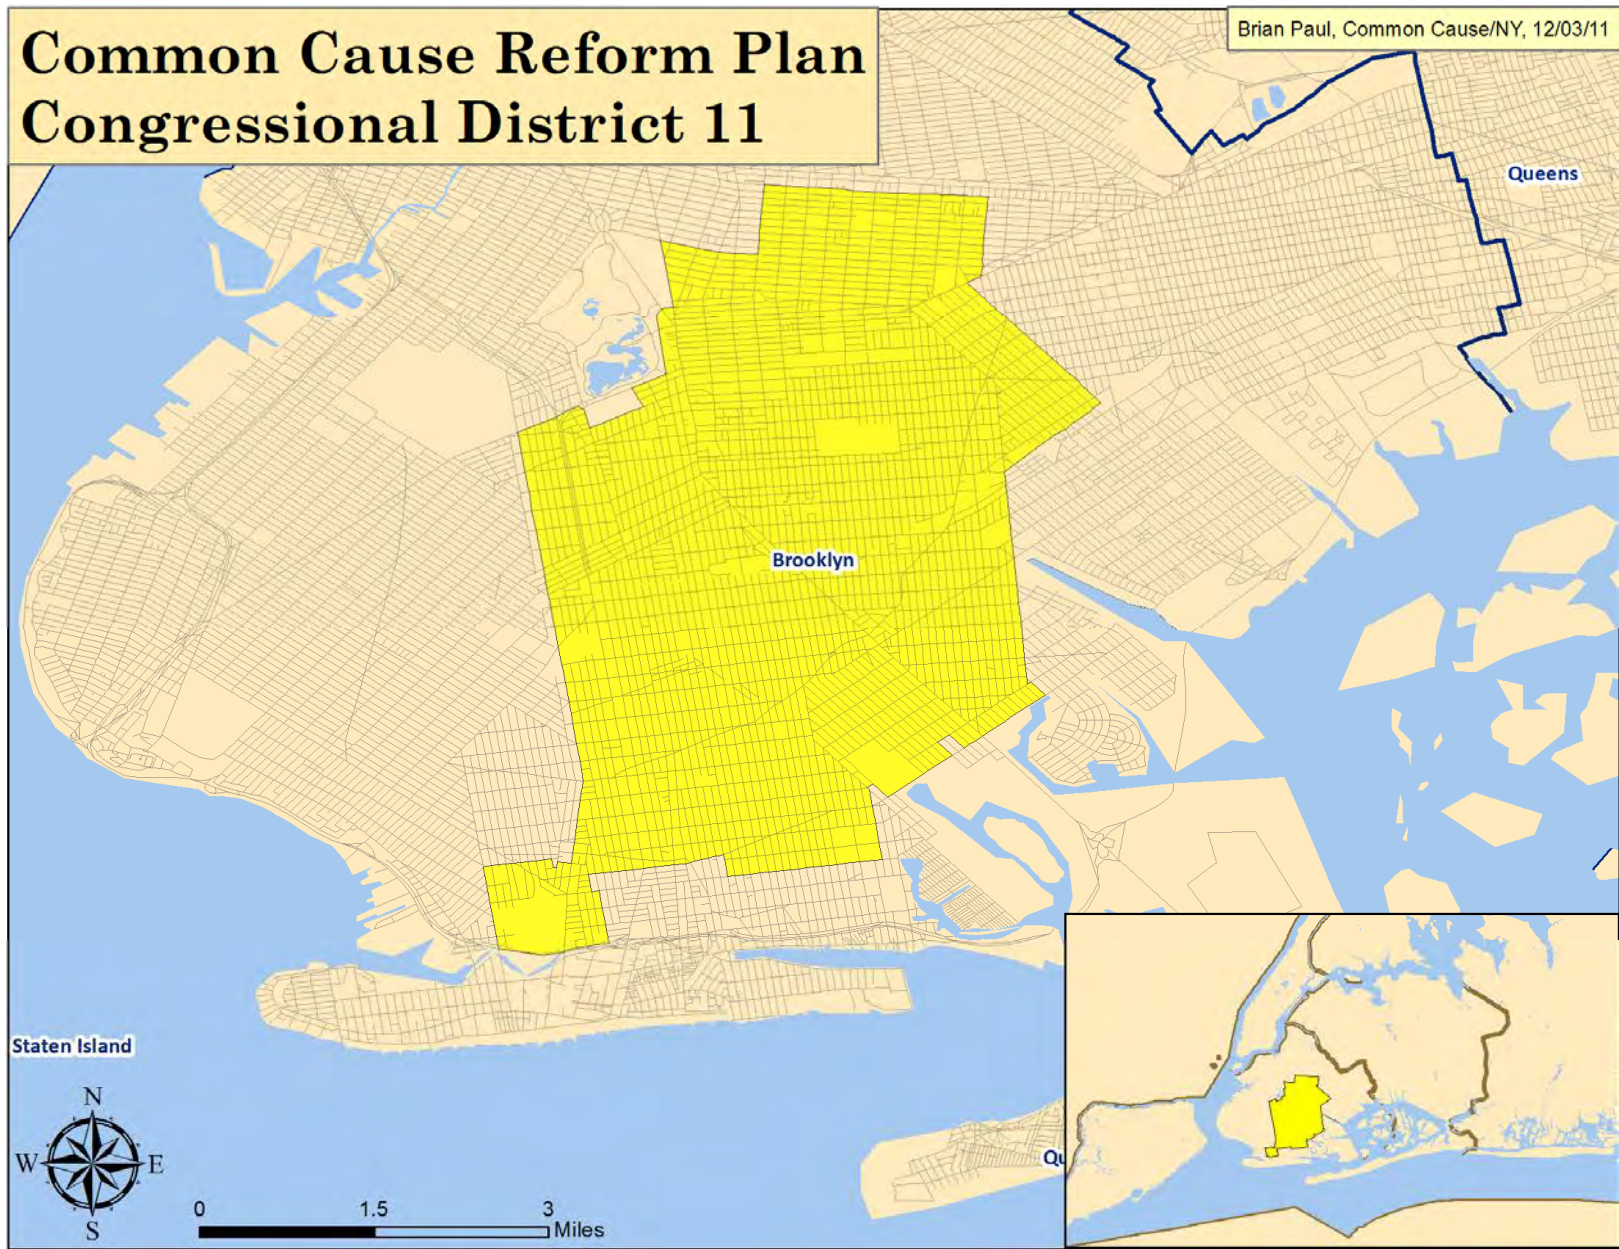 Common Cause Reform Plan
Congressional District 11
Brian Paul, Common Cause/NY, 12/03/11
Queens
Brooklyn
Staten Island
N
W E
S
0 1.5 3
Miles
Qu